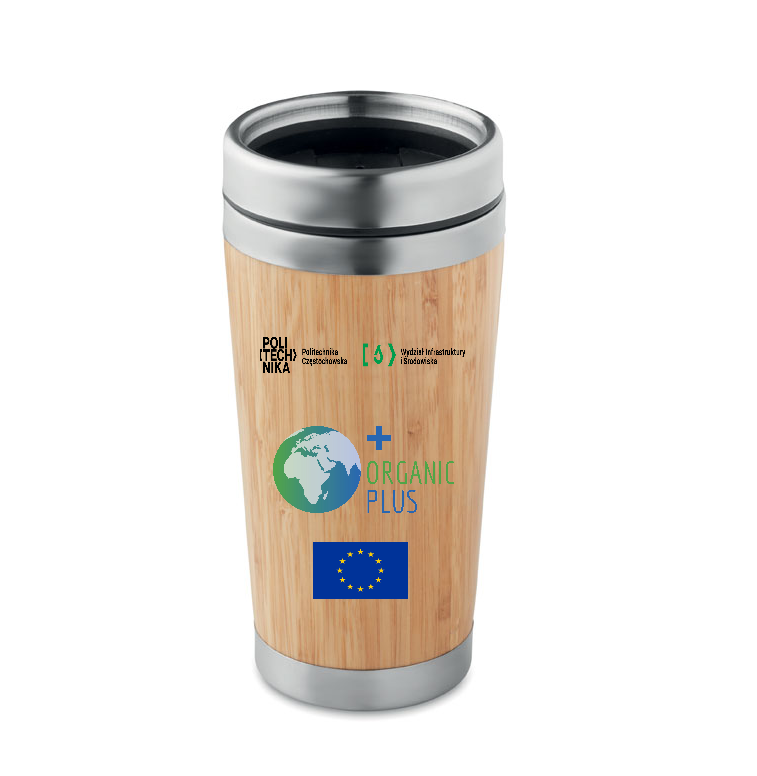 POLI
(TECH)
NIKA
Politechnika
Częstochowska
Wydział Infrastruktury
i Środowiska
+
ORGANIC
PLUS